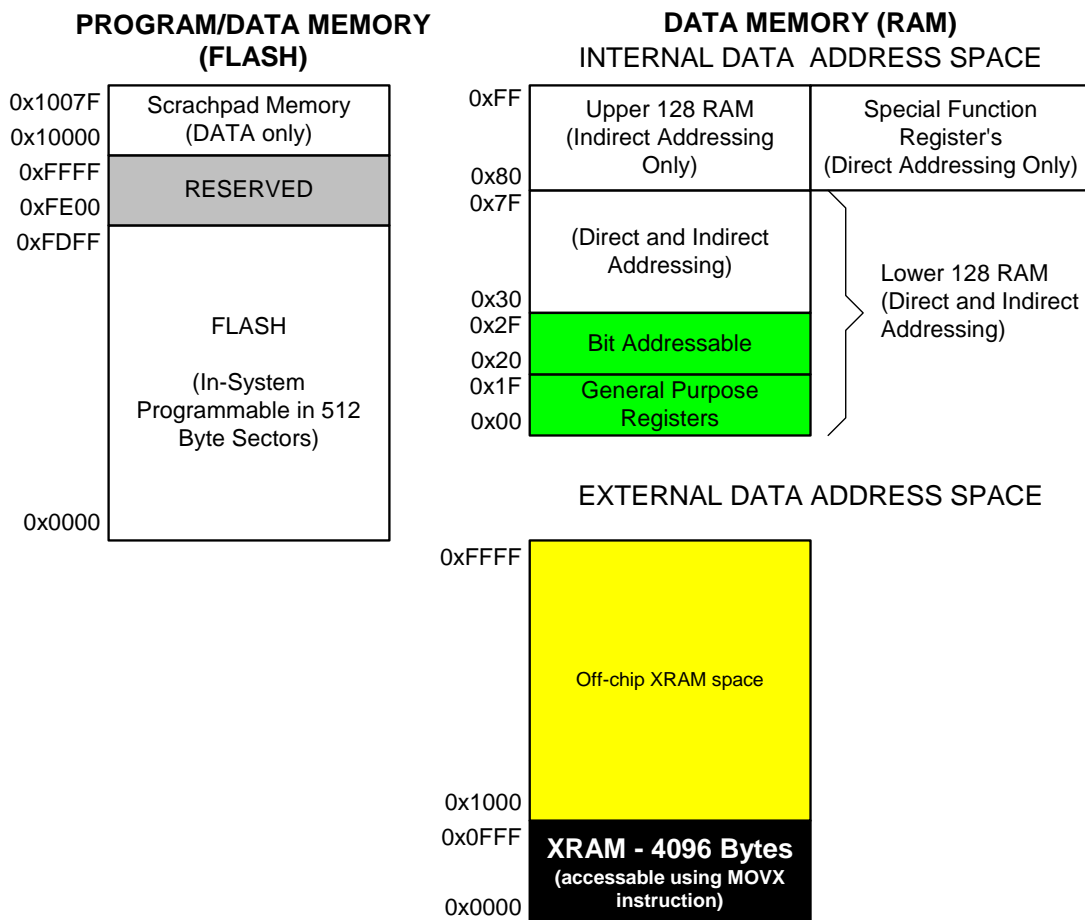 PROGRAM/DATA MEMORY
(FLASH)
0x1007F
Scrachpad Memory
(DATA only)
0x10000
0xFFFF
RESERVED
0xFE00
0xFDFF
FLASH
(In-System
Programmable in 512
Byte Sectors)
0x0000
DATA MEMORY (RAM)
INTERNAL DATA ADDRESS SPACE
0xFF
Upper 128 RAM
(Indirect Addressing
Only)
0x80
Special Function
Register's
(Direct Addressing Only)
0x7F
(Direct and Indirect
Addressing)
0x30
Lower 128 RAM
(Direct and Indirect
Addressing)
0x2F
Bit Addressable
0x20
0x1F
General Purpose
Registers
0x00
EXTERNAL DATA ADDRESS SPACE
0xFFFF
Off-chip XRAM space
0x1000
0x0FFF
XRAM - 4096 Bytes
(accessable using MOVX
instruction)
0x0000